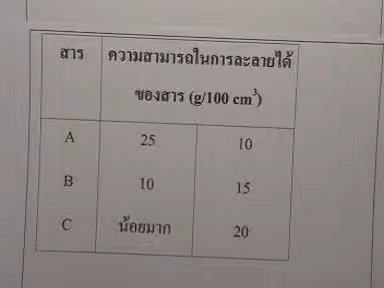 สาร ความสามารถในการละลายได้
ของสาร (g/100 cm³)
A 25 10
B 10 15
C น้อยมาก 20